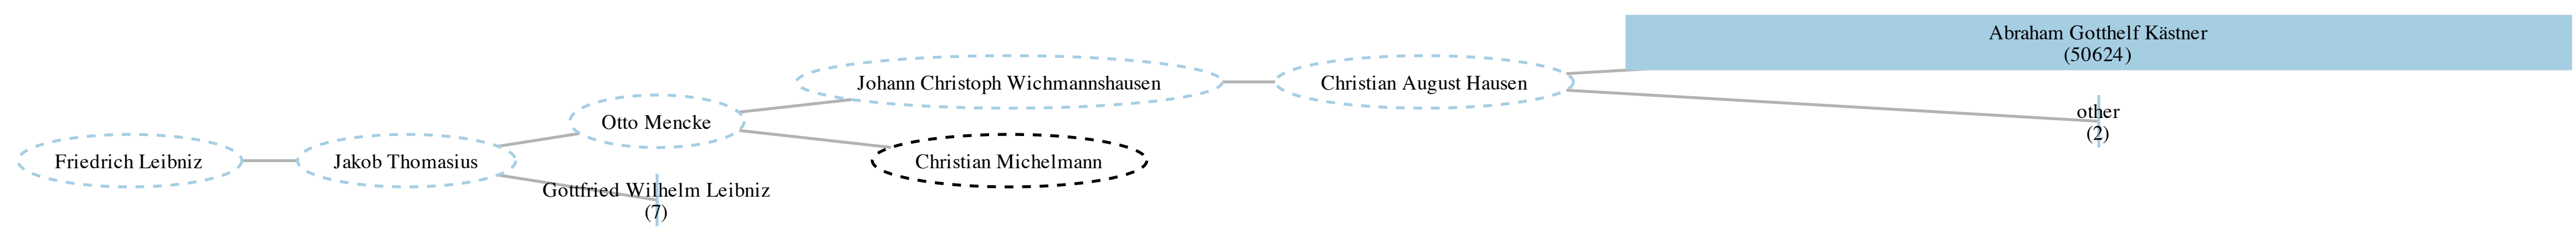 Friedrich Leibniz
Jakob Thomasius
Otto Mencke
Gottfried Wilhelm Leibniz
(7)
Johann Christoph Wichmannshausen
Christian Michelmann
Christian August Hausen
Abraham Gotthelf Kästner
(50624)
other
(2)